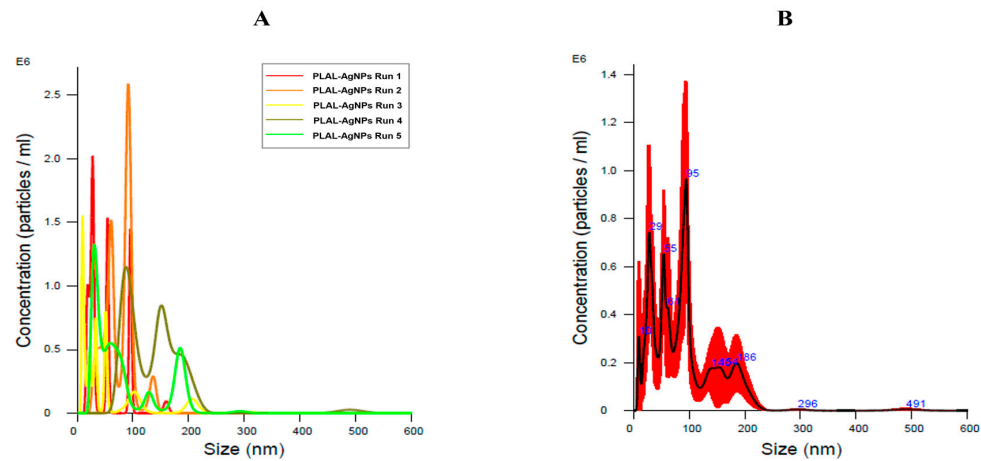 A
E6
2.5
2.0
1.5
1.0
0.5
0
0
100
200
300
400
500
600
Size (nm)
Concentration (particles / ml)
PLAL-AgNPs Run 1
PLAL-AgNPs Run 2
PLAL-AgNPs Run 3
PLAL-AgNPs Run 4
PLAL-AgNPs Run 5
B
E6
1.4
1.2
1.0
0.8
0.6
0.4
0.2
0
0
100
200
300
400
500
600
Size (nm)
Concentration (particles / ml)
29
95
186
296
491